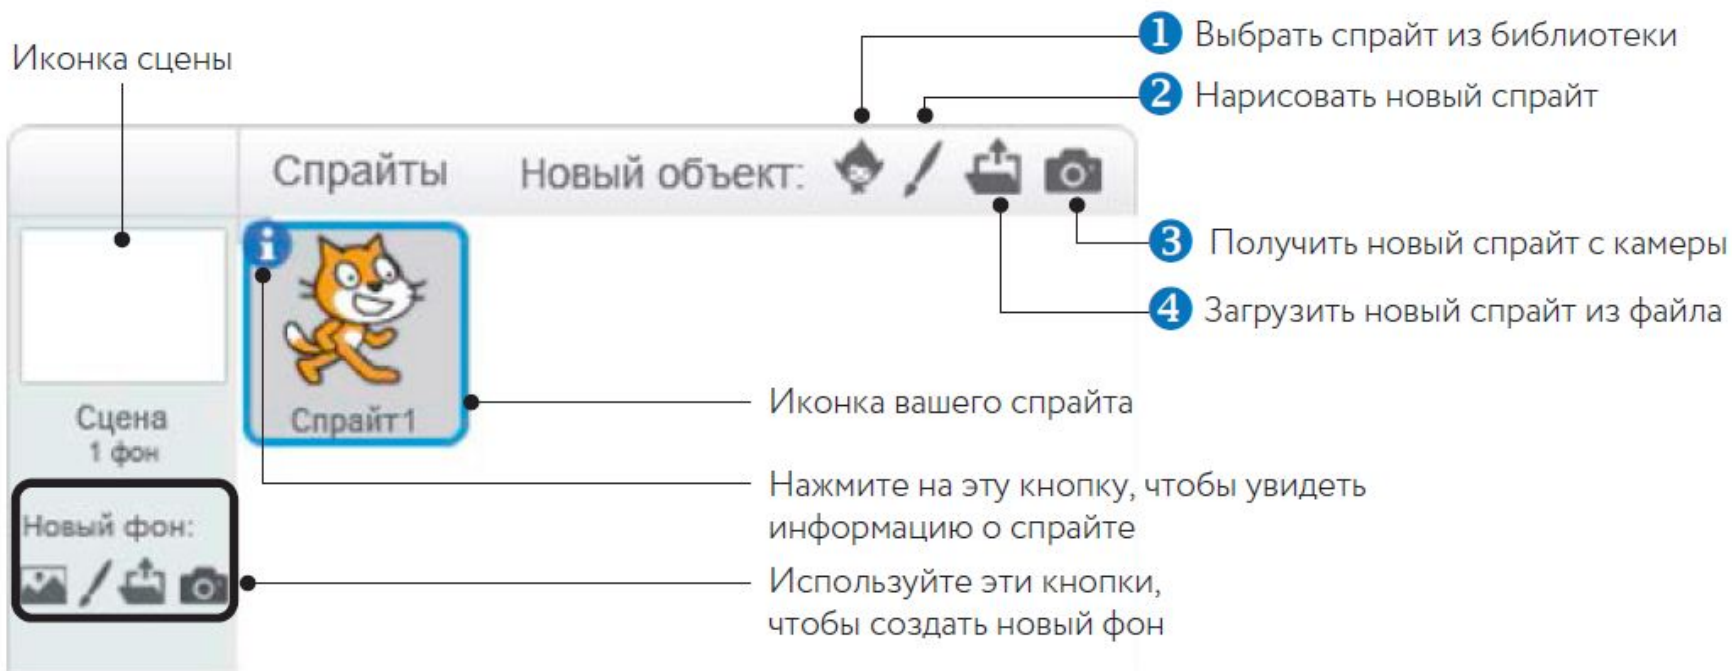 Иконка сцены
1 Выбрать спрайт из библиотеки
2 Нарисовать новый спрайт
Спрайты
Новый объект:
3 Получить новый спрайт с камеры
4 Загрузить новый спрайт из файла
i
Спрайт1
Сцена
1 фон
Иконка вашего спрайта
Нажмите на эту кнопку, чтобы увидеть
информацию о спрайте
Новый фон:
Используйте эти кнопки,
чтобы создать новый фон